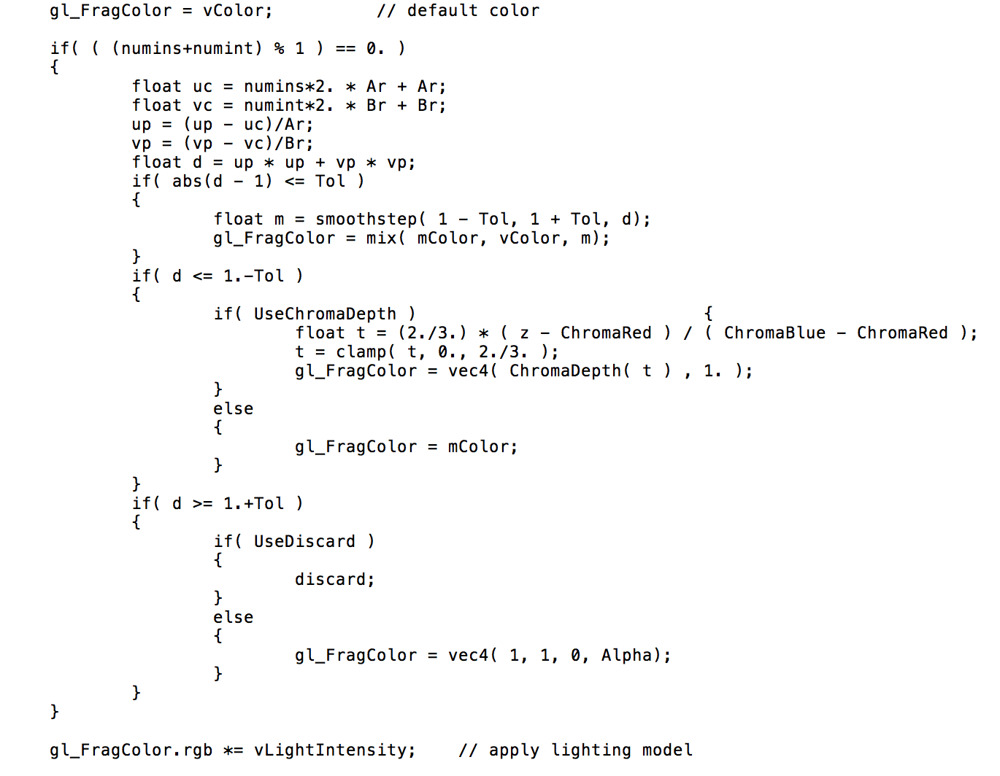 gl_FragColor = vColor;          // default color
if( ( (numins+numint) % 1 ) == 0. )
{
        float uc = numins*2. * Ar + Ar;
        float vc = numint*2. * Br + Br;
        up = (up - uc)/Ar;
        vp = (vp - vc)/Br;
        float d = up * up + vp * vp;
        if( abs(d - 1) <= Tol )
        {
                float m = smoothstep( 1 - Tol, 1 + Tol, d);
                gl_FragColor = mix( mColor, vColor, m);
        }
        if( d <= 1.-Tol )
        {
                if( UseChromaDepth )                            {
                        float t = (2./3.) * ( z - ChromaRed ) / ( ChromaBlue - ChromaRed );
                        t = clamp( t, 0., 2./3. );
                        gl_FragColor = vec4( ChromaDepth( t ) , 1. );
                }
                else
                {
                        gl_FragColor = mColor;
                }
        }
        if( d >= 1.+Tol )
        {
                if( UseDiscard )
                {
                        discard;
                }
                else
                {
                        gl_FragColor = vec4( 1, 1, 0, Alpha);
                }
        }
}
gl_FragColor.rgb *= vLightIntensity;    // apply lighting model